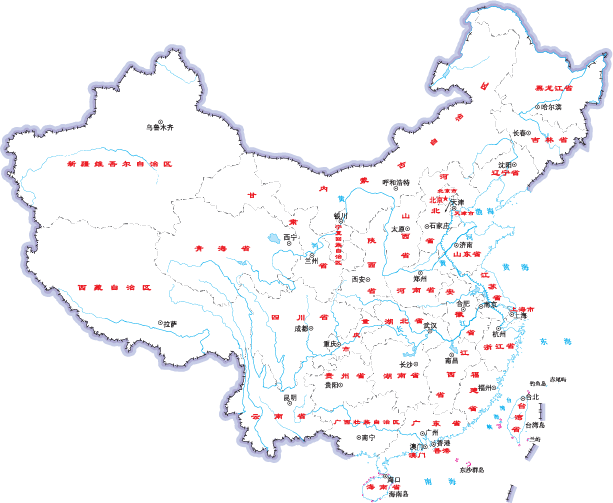 黑龙江省
哈尔滨
乌鲁木齐
长春
吉林省
新疆维吾尔自治区
沈阳
辽宁省
内蒙古自治区
呼和浩特
北京市
北京
天津
天津市
渤海
甘肃省
银川
宁夏回族自治区
河北省
石家庄
山西省
太原
西宁
青海省
兰州
济南
山东省
黄海
陕西省
西安
郑州
河南省
江苏省
安徽省
西藏自治区
拉萨
四川省
成都
重庆市
重庆
湖北省
武汉
合肥
南京
上海市
上海
杭州
浙江省
东海
长沙
湖南省
南昌
江西省
贵州省
贵阳
福建省
福州
钓鱼岛
赤尾屿
昆明
云南省
广西壮族自治区
南宁
广东省
广州
台北
台湾省
台湾岛
兰屿
澳门
澳门
香港
香港
东沙群岛
海口
海南省
海南岛
南海